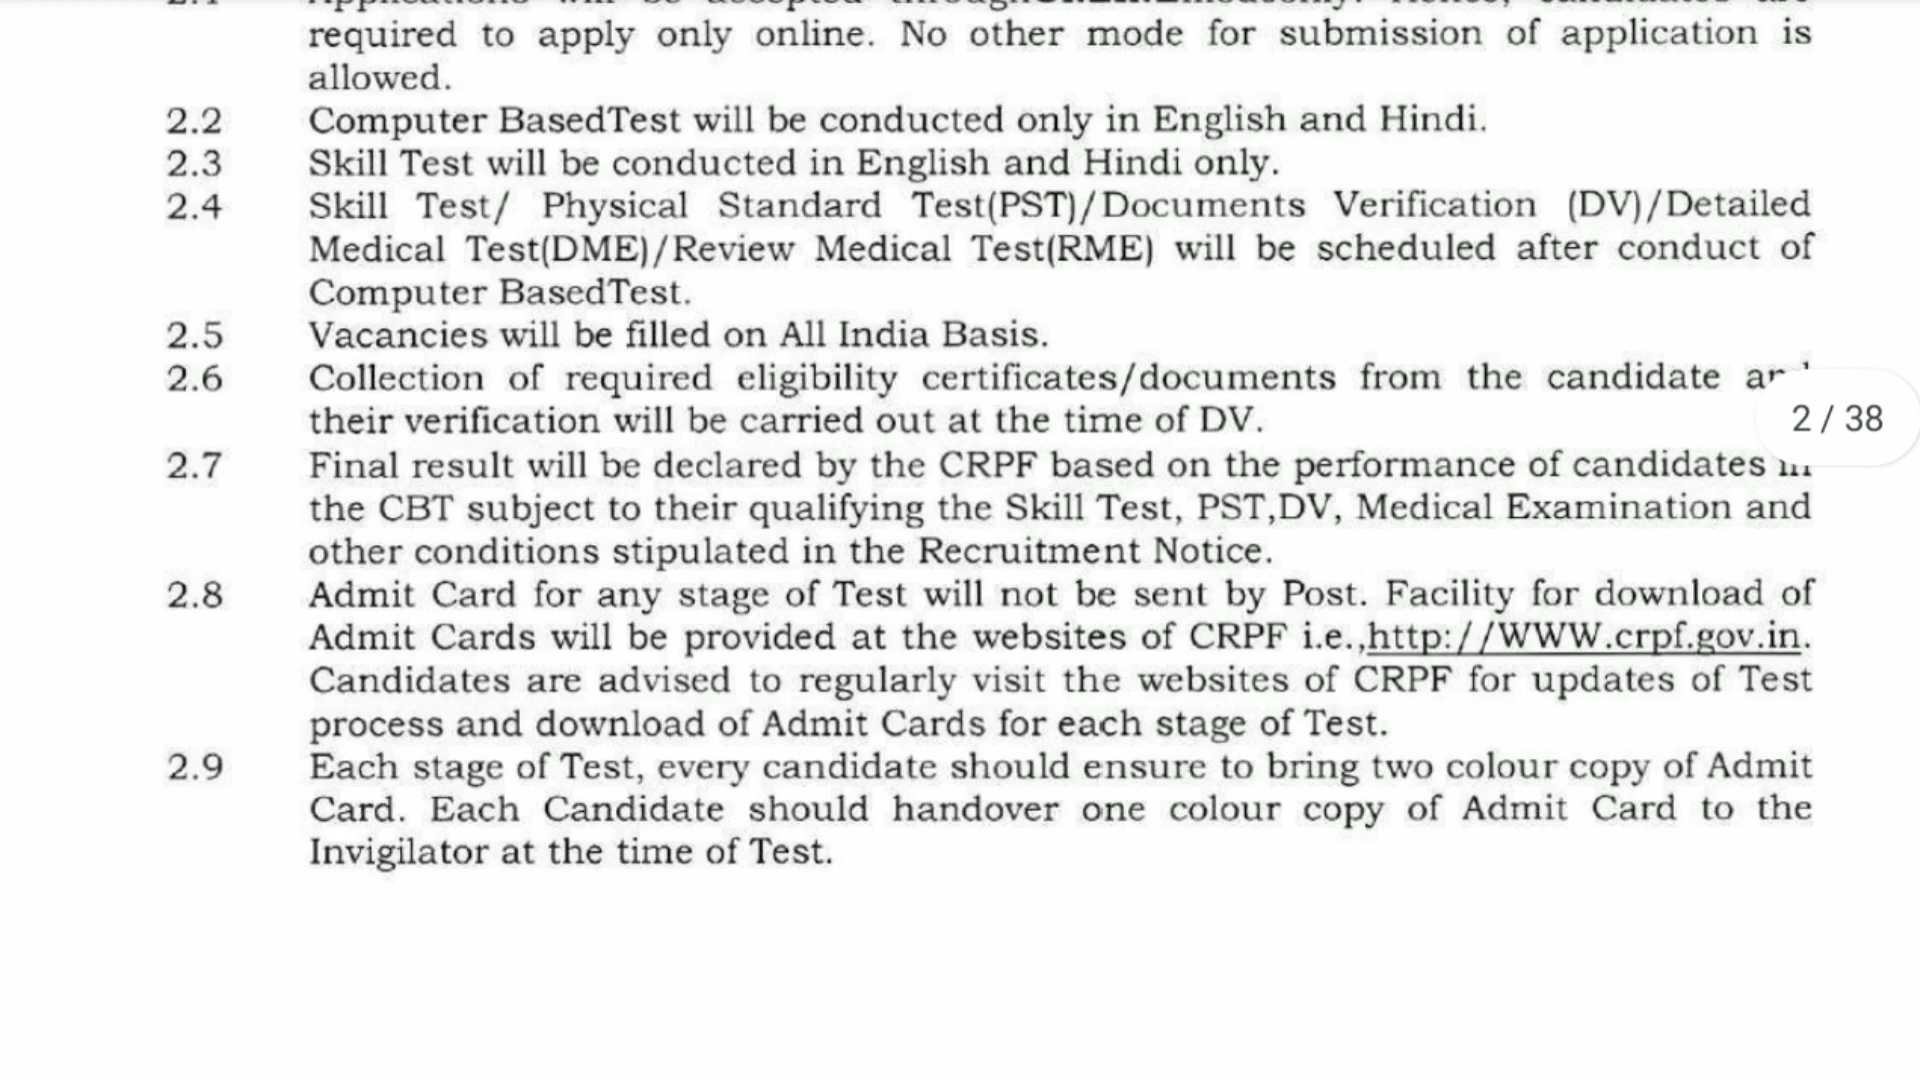 required to apply only online. No other mode for submission of application is
allowed.
2.2 Computer BasedTest will be conducted only in English and Hindi.
2.3 Skill Test will be conducted in English and Hindi only.
2.4 Skill Test/ Physical Standard Test(PST)/Documents Verification (DV)/Detailed
Medical Test(DME)/Review Medical Test(RME) will be scheduled after conduct of
Computer BasedTest.
2.5 Vacancies will be filled on All India Basis.
2.6 Collection of required eligibility certificates/documents from the candidate
their verification will be carried out at the time of DV.
2 / 38
2.7 Final result will be declared by the CRPF based on the performance of candidates
the CBT subject to their qualifying the Skill Test, PST,DV, Medical Examination and
other conditions stipulated in the Recruitment Notice.
2.8 Admit Card for any stage of Test will not be sent by Post. Facility for download of
Admit Cards will be provided at the websites of CRPF i.e.,http://WWW.crpf.gov.in.
Candidates are advised to regularly visit the websites of CRPF for updates of Test
process and download of Admit Cards for each stage of Test.
2.9 Each stage of Test, every candidate should ensure to bring two colour copy of Admit
Card. Each Candidate should handover one colour copy of Admit Card to the
Invigilator at the time of Test.